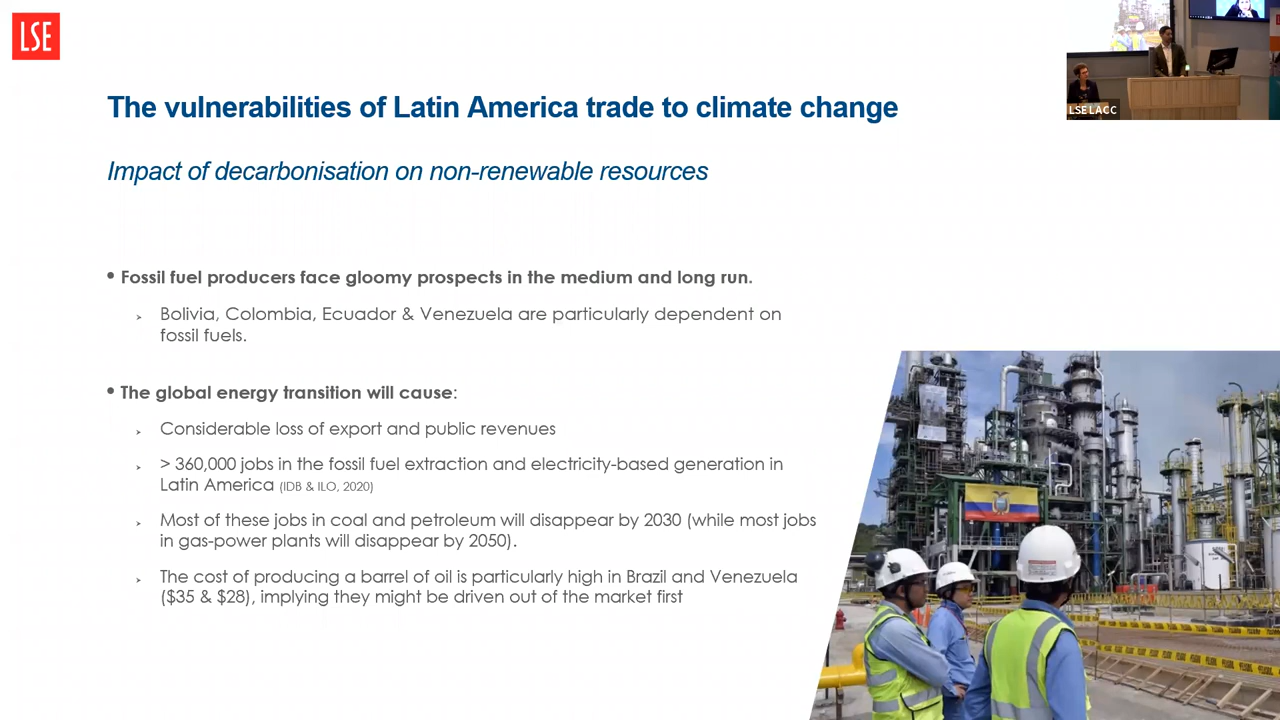 LSE
The vulnerabilities of Latin America trade to climate change
LSE LACC
Impact of decarbonisation on non-renewable resources
• Fossil fuel producers face gloomy prospects in the medium and long run.
➢ Bolivia, Colombia, Ecuador & Venezuela are particularly dependent on
fossil fuels.
• The global energy transition will cause:
➢ Considerable loss of export and public revenues
➢ > 360,000 jobs in the fossil fuel extraction and electricity-based generation in
Latin America (IDB & ILO, 2020)
➢ Most of these jobs in coal and petroleum will disappear by 2030 (while most jobs
in gas-power plants will disappear by 2050).
➢ The cost of producing a barrel of oil is particularly high in Brazil and Venezuela
($35 & $28), implying they might be driven out of the market first